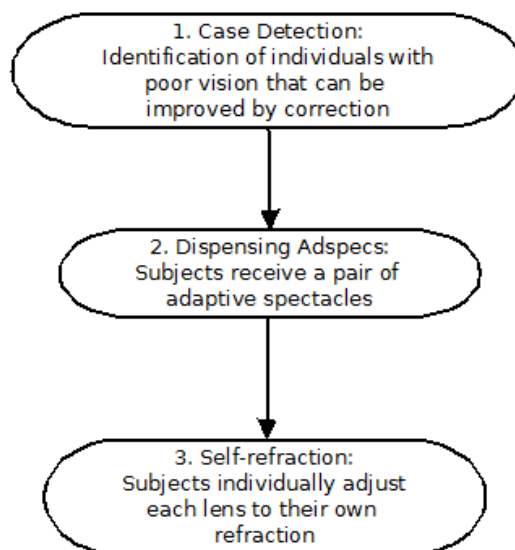 1. Case Detection:
Identification of individuals with
poor vision that can be
improved by correction
2. Dispensing Adspecs:
Subjects receive a pair of
adaptive spectacles
3. Self-refraction:
Subjects individually adjust
each lens to their own
refraction